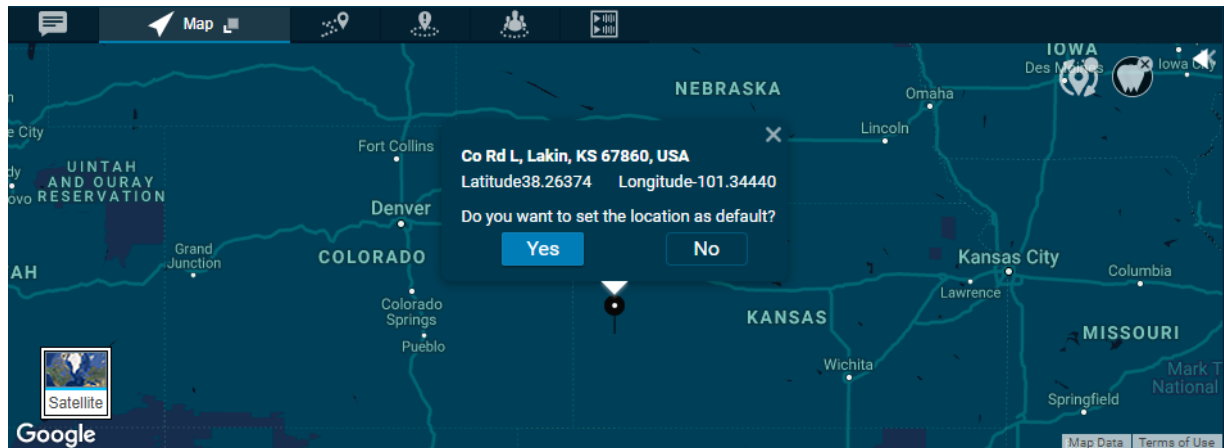 Map
IOWA
Des Moines
Iowa City
NEBRASKA
Omaha
Lincoln
e City
Fort Collins
UINTAH
AND OURAY
RESERVATION
dy
ovo
Denver
Grand
Junction
COLORADO
AH
Colorado
Springs
Pueblo
Co Rd L, Lakin, KS 67860, USA
Latitude38.26374 Longitude-101.34440
Do you want to set the location as default?
Yes No
Kansas City
Columbia
Lawrence
KANSAS
MISSOURI
Wichita
Mark T
National
Springfield
Satellite
Google
Map Data Terms of Use